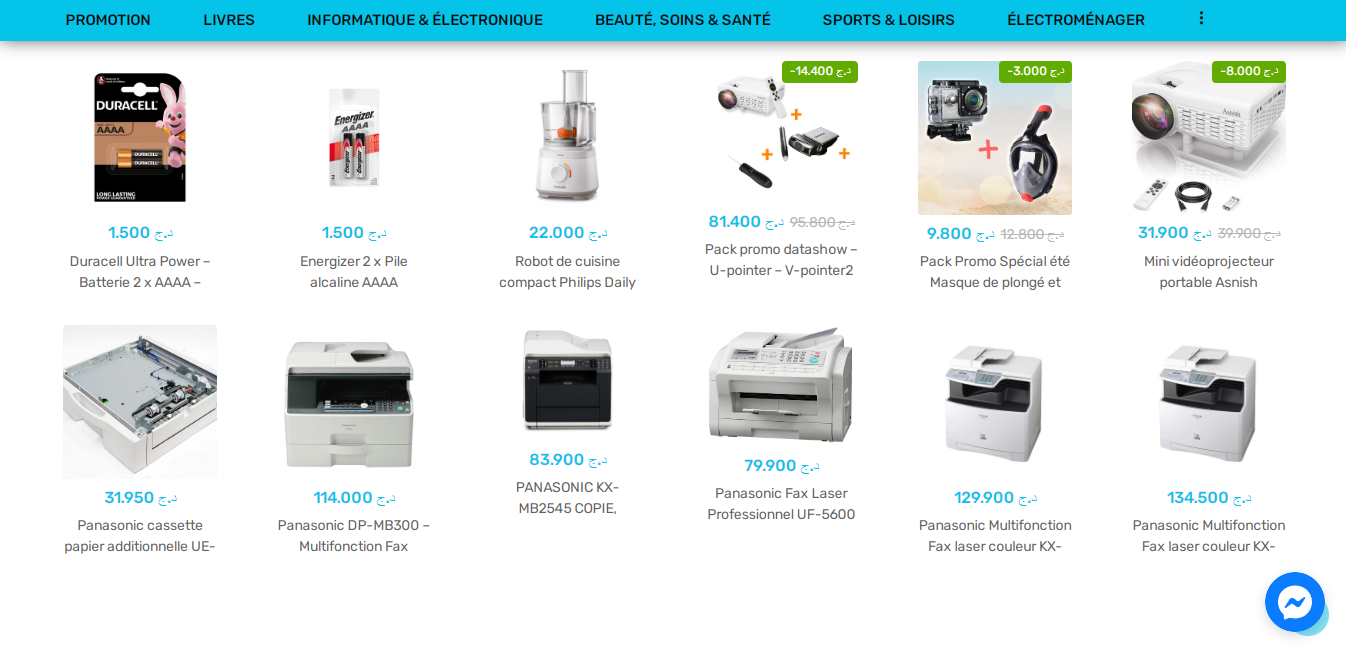 PROMOTION LIVRES INFORMATIQUE & ÉLECTRONIQUE BEAUTÉ, SOINS & SANTÉ SPORTS & LOISIRS ÉLECTROMÉNAGER
DURACELL
AAAA
DURACELL
DURACELL
LONG LASTING
1.500 د.ج
Duracell Ultra Power –
Batterie 2 x AAAA –
Energizer
AAAA
1.500 د.ج
Energizer 2 x Pile
alcaline AAAA
22.000 د.ج
Robot de cuisine
compact Philips Daily
-14.400 د.ج
81.400 د.ج 95.800 د.ج
Pack promo datashow –
U-pointer – V-pointer2
-3.000 د.ج
9.800 د.ج 12.800 د.ج
Pack Promo Spécial été
Masque de plongé et
-8.000 د.ج
Asnish
31.900 د.ج 39.900 د.ج
Mini vidéoprojecteur
portable Asnish
31.950 د.ج
Panasonic cassette
papier additionnelle UE-
114.000 د.ج
Panasonic DP-MB300 –
Multifonction Fax
83.900 د.ج
PANASONIC KX-
MB2545 COPIE,
79.900 د.ج
Panasonic Fax Laser
Professionnel UF-5600
129.900 د.ج
Panasonic Multifonction
Fax laser couleur KX-
134.500 د.ج
Panasonic Multifonction
Fax laser couleur KX-